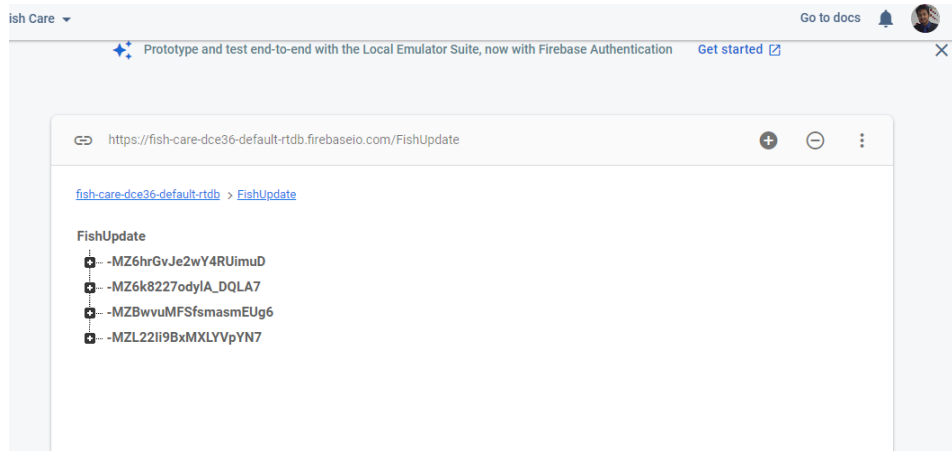 ish Care
Go to docs
Prototype and test end-to-end with the Local Emulator Suite, now with Firebase Authentication Get started
https://fish-care-dce36-default-rtdb.firebaseio.com/FishUpdate
fish-care-dce36-default-rtdb > FishUpdate
FishUpdate
-MZ6hrGvJe2wY4RUimuD
-MZ6k8227odylA_DQLA7
-MZBwvuMFSfsmasmEUg6
-MZL22Ii9BxMXLYVpYN7